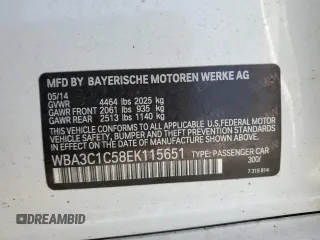 MFD BY BAYERISCHE MOTOREN WERKE AG
05/14
GVWR 4464 lbs 2025 kg
GAWR FRONT 2061 lbs 935 kg
GAWR REAR 2513 lbs 1140 kg
THIS VEHICLE CONFORMS TO ALL APPLICABLE
U.S. FEDERAL MOTOR VEHICLE SAFETY, BUMPER,
AND THEFT PREVENTION STANDARDS IN EFFECT
ON THE DATE OF MANUFACTURE SHOWN ABOVE.
WBA3C1C58EK115651 TYPE: PASSENGER CAR
300/